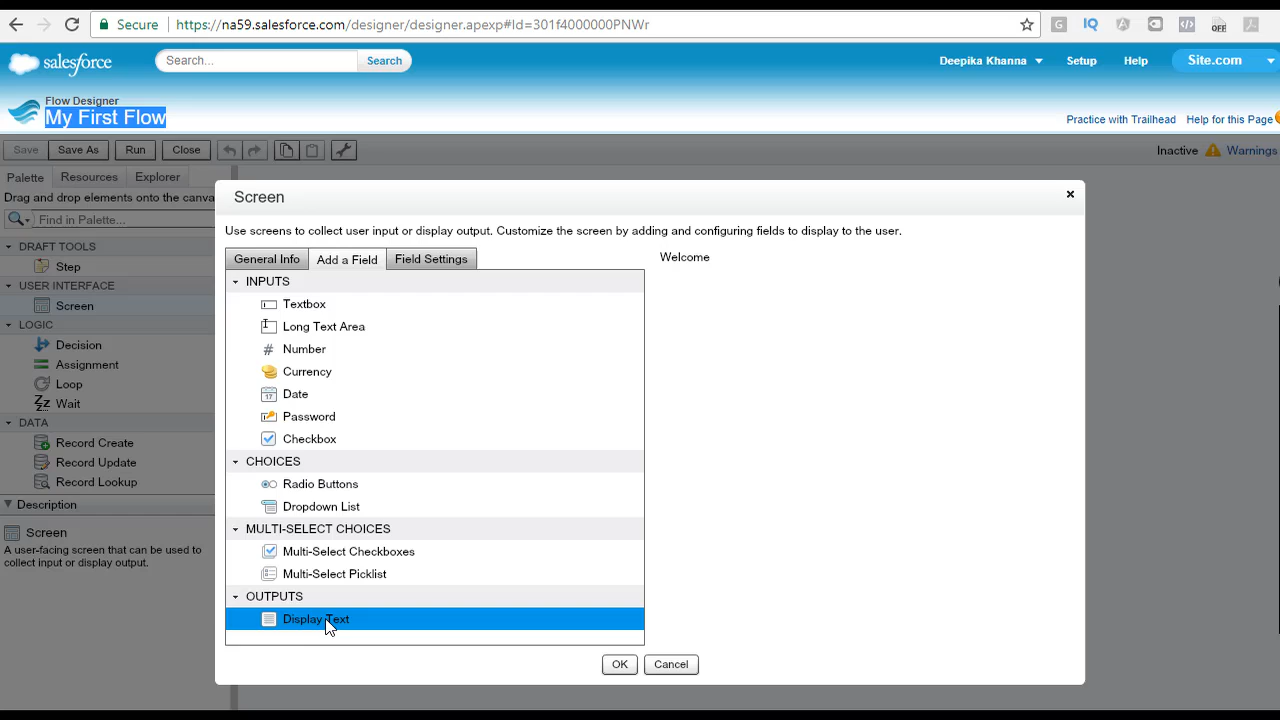 Secure
https://na59.salesforce.com/designer/designer.apexp#Id=301f4000000PNWr
G
IQ
OFF
salesforce
Search...
Search
Deepika Khanna
Setup
Help
Site.com
Flow Designer
My First Flow
Practice with Trailhead
Help for this Page
Save
Save As
Run
Close
Inactive
Warnings
Palette
Resources
Explorer
Drag and drop elements onto the canva
Find in Palette...
DRAFT TOOLS
Step
USER INTERFACE
Screen
LOGIC
Decision
Assignment
Loop
Wait
DATA
Record Create
Record Update
Record Lookup
Description
Screen
A user-facing screen that can be used to
collect input or display output.
Screen
Use screens to collect user input or display output. Customize the screen by adding and configuring fields to display to the user.
General Info
Add a Field
Field Settings
INPUTS
Textbox
Long Text Area
Number
Currency
Date
Password
Checkbox
CHOICES
Radio Buttons
Dropdown List
MULTI-SELECT CHOICES
Multi-Select Checkboxes
Multi-Select Picklist
OUTPUTS
Display Text
Welcome
OK
Cancel